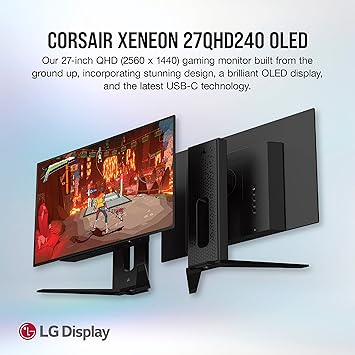 CORSAIR XENEON 27QHD240 OLED
Our 27-inch QHD (2560 x 1440) gaming monitor built from the
ground up, incorporating stunning design, a brilliant OLED display,
and the latest USB-C technology.
LG Display